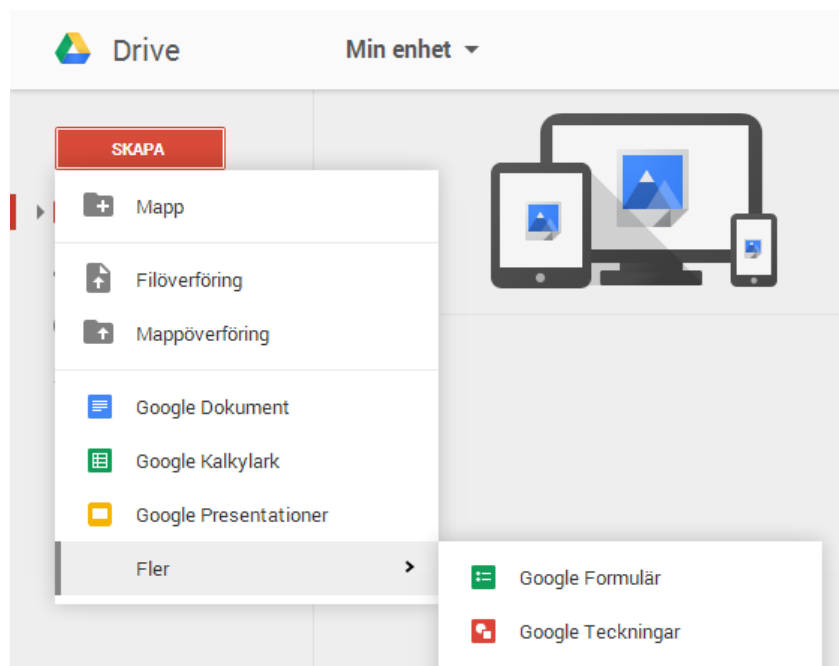 Drive
Min enhet
SKAPA
Mapp
Filöverföring
Mappöverföring
Google Dokument
Google Kalkylark
Google Presentationer
Fler
Google Formulär
Google Teckningar